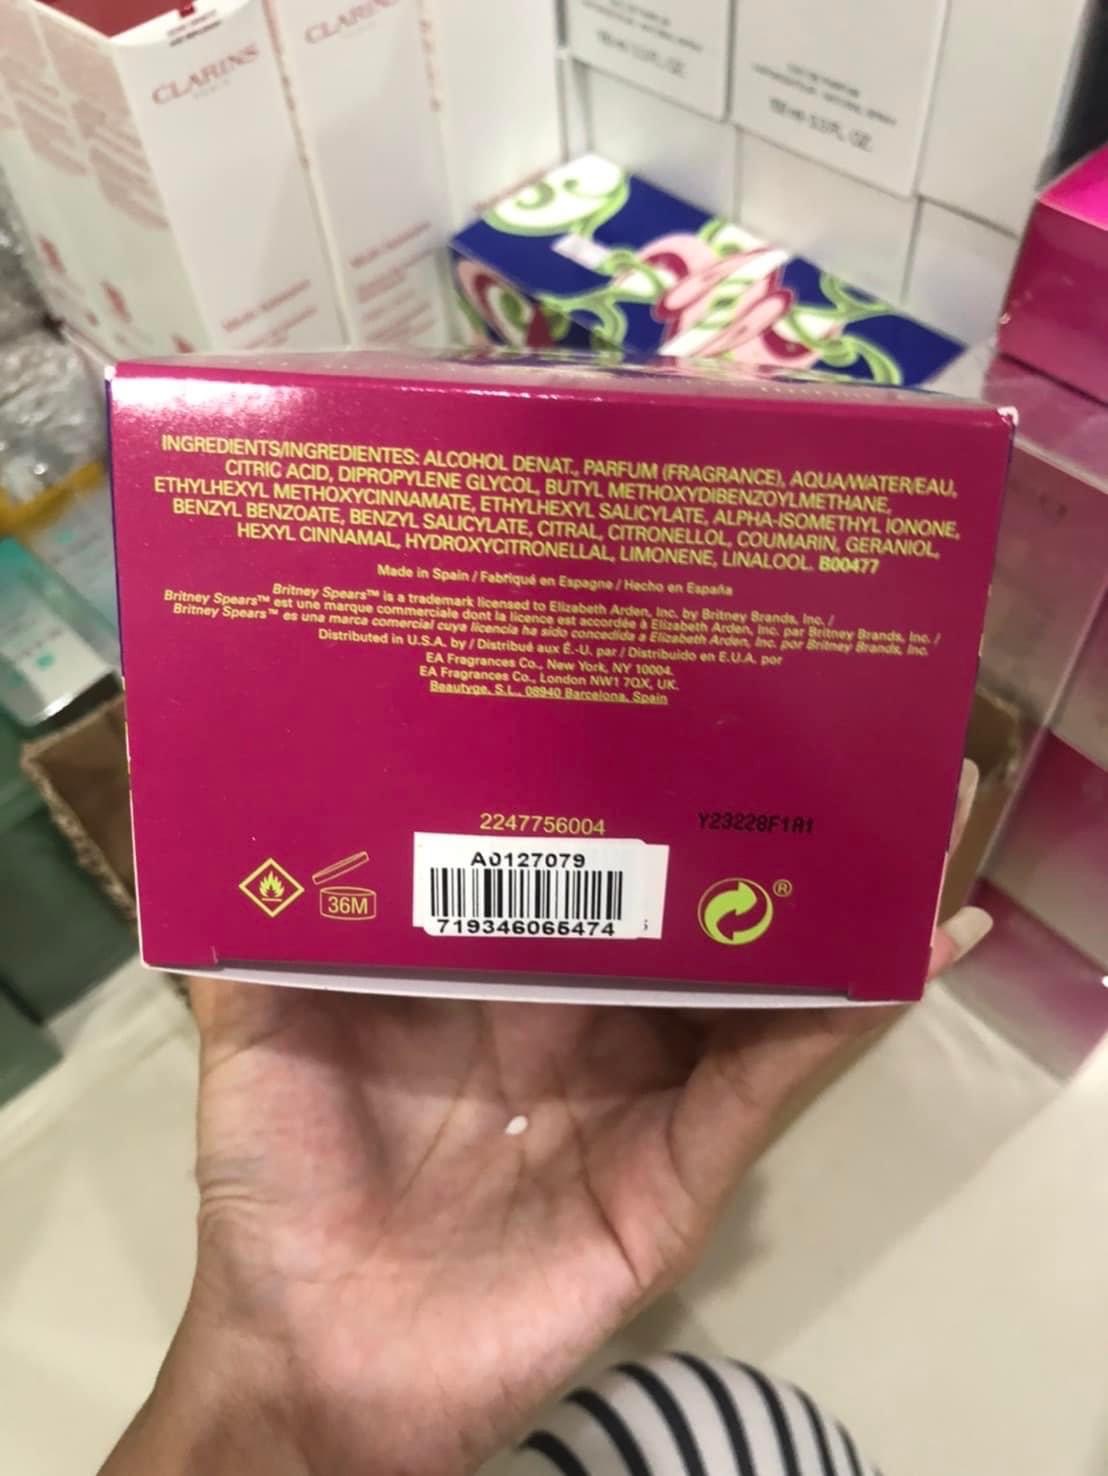 CLARINS
CLARINS
INGREDIENTS/INGREDIENTES: ALCOHOL DENAT., PARFUM (FRAGRANCE), AQUA/WATER/EAU,
CITRIC ACID, DIPROPYLENE GLYCOL, BUTYL METHOXYDIBENZOYLMETHANE,
ETHYLHEXYL METHOXYCINNAMATE, ETHYLHEXYL SALICYLATE, ALPHA-ISOMETHYL IONONE,
BENZYL BENZOATE, BENZYL SALICYLATE, CITRAL, CITRONELLOL, COUMARIN, GERANIOL,
HEXYL CINNAMAL, HYDROXYCITRONELLAL, LIMONENE, LINALOOL. B00477
Made in Spain / Fabriqué en Espagne / Hecho en España
Britney Spears™ is a trademark licensed to Elizabeth Arden, Inc. by Britney Brands, Inc. /
Britney Spears™ est une marque commerciale dont la licence est accordée à Elizabeth Arden, Inc. par Britney Brands, Inc. /
Britney Spears™ es una marca comercial cuya licencia ha sido concedida a Elizabeth Arden, Inc. por Britney Brands, Inc.
Distributed in U.S.A. by / Distribué aux É.-U. par / Distribuido en E.U.A. por
EA Fragrances Co., New York, NY 10004.
EA Fragrances Co., London NW1 7QX, UK.
Beautyge, S.L., 08940 Barcelona, Spain
2247756004
Y23228F1A1
A0127079
36M
719346065474
®